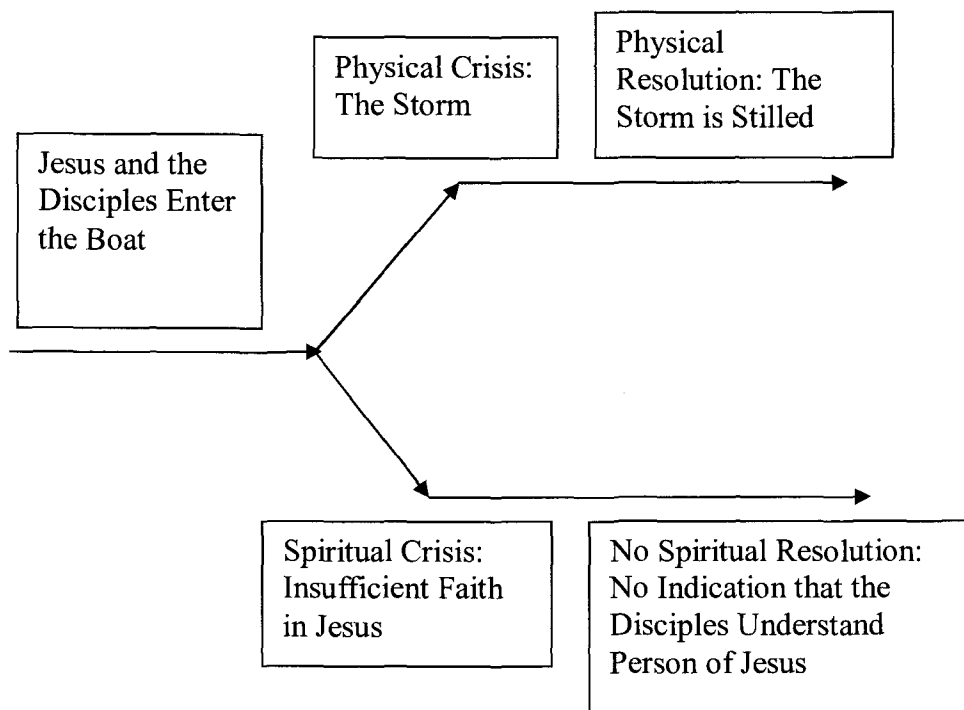 Jesus and the
Disciples Enter
the Boat
Physical Crisis:
The Storm
Physical
Resolution: The
Storm is Stilled
Spiritual Crisis:
Insufficient Faith
in Jesus
No Spiritual Resolution:
No Indication that the
Disciples Understand
Person of Jesus